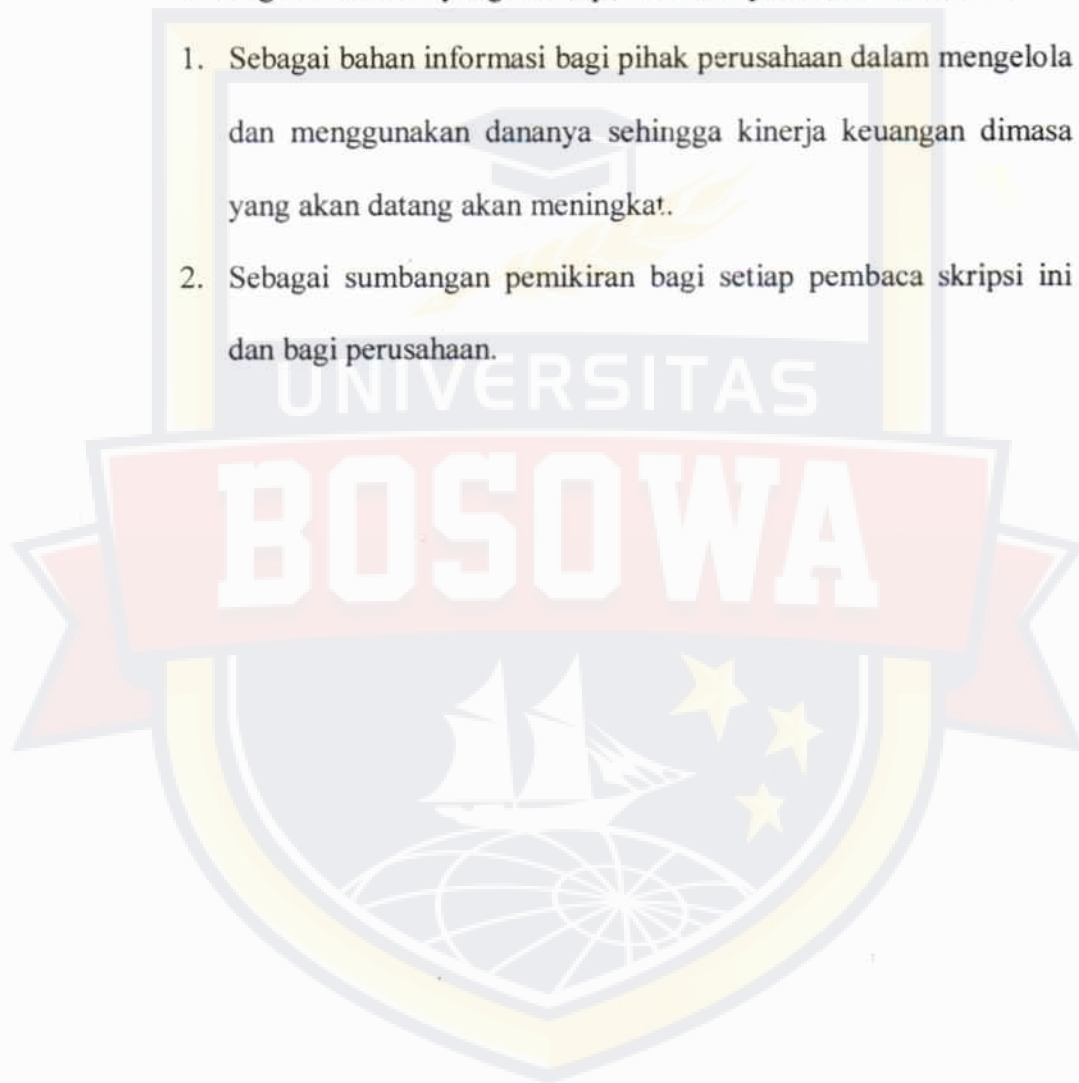 1. Sebagai bahan informasi bagi pihak perusahaan dalam mengelola
dan menggunakan dananya sehingga kinerja keuangan dimasa
yang akan datang akan meningkat.
2. Sebagai sumbangan pemikiran bagi setiap pembaca skripsi ini
dan bagi perusahaan.
UNIVERSITAS
BOSOWA